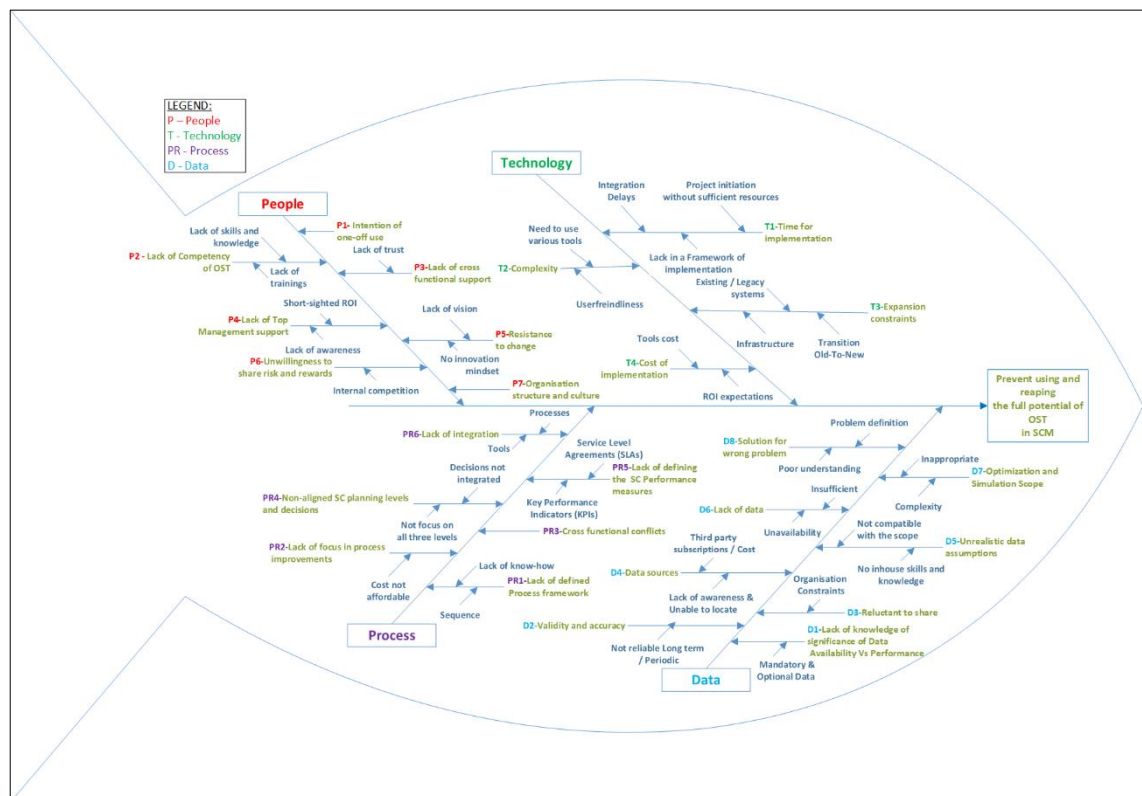 LEGEND:
P – People
T - Technology
PR - Process
D - Data
People
P1- Intention of
one-off use
Lack of skills and
knowledge
P2 - Lack of Competency
of OST
Lack of
trainings
Lack of trust
P3-Lack of cross
functional support
Short-sighted ROI
P4-Lack of Top
Management support
Lack of awareness
Lack of vision
P5-Resistance
to change
No innovation
mindset
P6-Unwillingness to
share risk and rewards
Internal competition
P7-Organisation
structure and culture
Technology
Integration
Delays
Project initiation
without sufficient resources
T1-Time for
implementation
Lack in a Framework of
implementation
Need to use
various tools
T2-Complexity
Userfreindliness
Existing / Legacy
systems
T3-Expansion
constraints
Infrastructure
Transition
Old-To-New
Tools cost
T4-Cost of
implementation
ROI expectations
Prevent using and
reaping
the full potential of
OST
in SCM
Processes
PR6-Lack of integration
Tools
Service Level
Agreements (SLAs)
PR5-Lack of defining
the SC Performance
measures
Key Performance
Indicators (KPIs)
Decisions not
integrated
PR4-Non-aligned SC planning levels
and decisions
Not focus on
all three levels
PR3-Cross functional conflicts
PR2-Lack of focus in process
improvements
Cost not
affordable
Lack of know-how
PR1-Lack of defined
Process framework
Sequence
Process
Problem definition
D8-Solution for
wrong problem
Poor understanding
Inappropriate
D7-Optimization and
Simulation Scope
Complexity
Insufficient
D6-Lack of data
Unavailability
Not compatible
with the scope
D5-Unrealistic data
assumptions
No inhouse skills and
knowledge
Third party
subscriptions / Cost
D4-Data sources
Lack of awareness &
Unable to locate
Organisation
Constraints
D3-Reluctant to share
D2-Validity and accuracy
Not reliable Long term
/ Periodic
D1-Lack of knowledge of
significance of Data
Availability Vs Performance
Mandatory &
Optional Data
Data